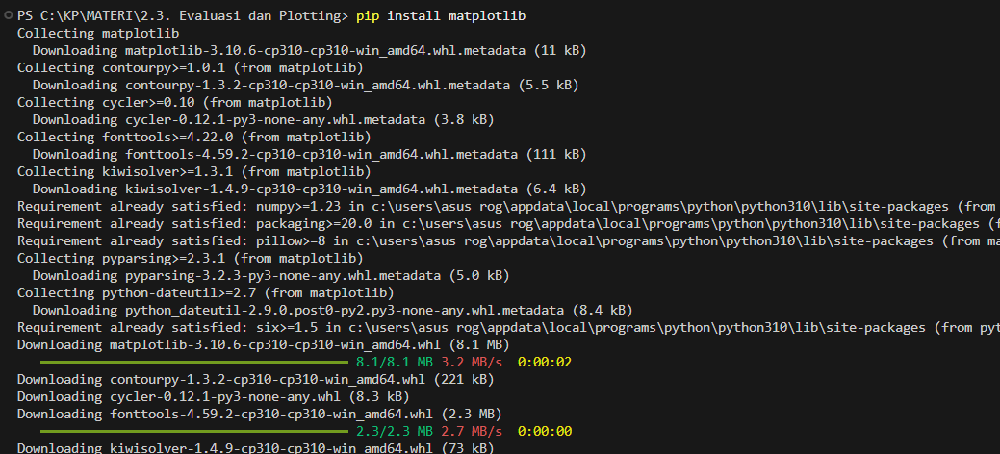 PS C:\KP\MATERI\2.3. Evaluasi dan Plotting> pip install matplotlib
Collecting matplotlib
Downloading matplotlib-3.10.6-cp310-cp310-win_amd64.whl.metadata (11 kB)
Collecting contourpy>=1.0.1 (from matplotlib)
Downloading contourpy-1.3.2-cp310-cp310-win_amd64.whl.metadata (5.5 kB)
Collecting cycler>=0.10 (from matplotlib)
Downloading cycler-0.12.1-py3-none-any.whl.metadata (3.8 kB)
Collecting fonttools>=4.22.0 (from matplotlib)
Downloading fonttools-4.59.2-cp310-cp310-win_amd64.whl.metadata (111 kB)
Collecting kiwisolver>=1.3.1 (from matplotlib)
Downloading kiwisolver-1.4.9-cp310-cp310-win_amd64.whl.metadata (6.4 kB)
Requirement already satisfied: numpy>=1.23 in c:\users\asus rog\appdata\local\programs\python\python310\lib\site-packages (from
Requirement already satisfied: packaging>=20.0 in c:\users\asus rog\appdata\local\programs\python\python310\lib\site-packages (f
Requirement already satisfied: pillow>=8 in c:\users\asus rog\appdata\local\programs\python\python310\lib\site-packages (from ma
Collecting pyparsing>=2.3.1 (from matplotlib)
Downloading pyparsing-3.2.3-py3-none-any.whl.metadata (5.0 kB)
Collecting python-dateutil>=2.7 (from matplotlib)
Downloading python_dateutil-2.9.0.post0-py2.py3-none-any.whl.metadata (8.4 kB)
Requirement already satisfied: six>=1.5 in c:\users\asus rog\appdata\local\programs\python\python310\lib\site-packages (from pyt
Downloading matplotlib-3.10.6-cp310-cp310-win_amd64.whl (8.1 MB)
8.1/8.1 MB 3.2 MB/s 0:00:02
Downloading contourpy-1.3.2-cp310-cp310-win_amd64.whl (221 kB)
Downloading cycler-0.12.1-py3-none-any.whl (8.3 kB)
Downloading fonttools-4.59.2-cp310-cp310-win_amd64.whl (2.3 MB)
2.3/2.3 MB 2.7 MB/s 0:00:00
Downloading kiwisolver-1.4.9-cp310-cp310-win_amd64.whl (73 kB)